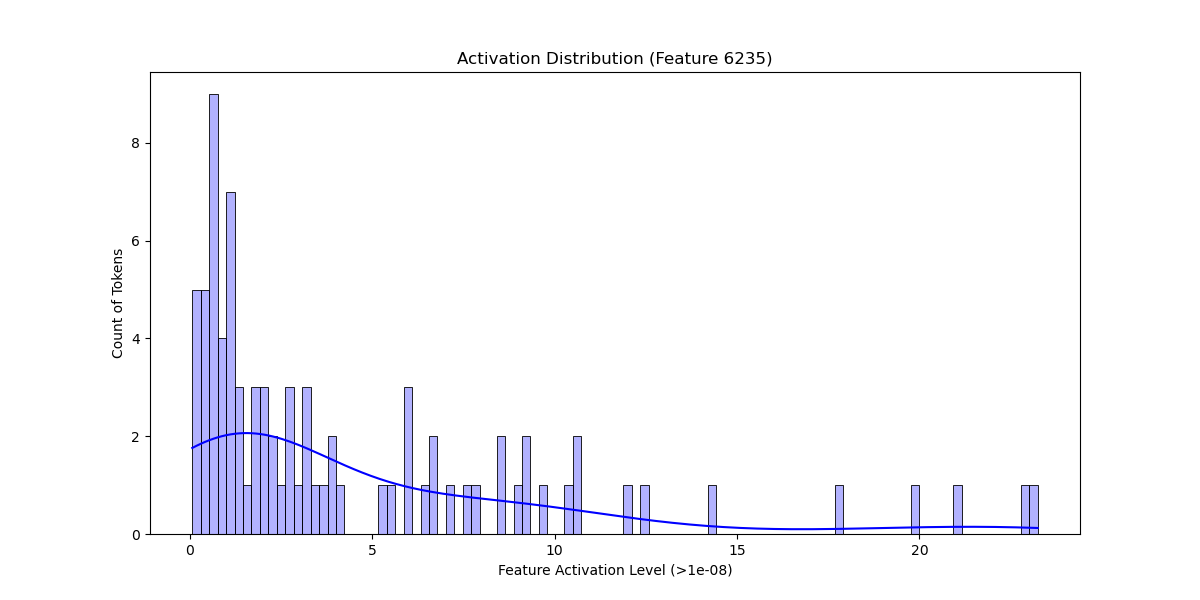 Activation Distribution (Feature 6235)
8
6
4
2
0
Count of Tokens
0 5 10 15 20
Feature Activation Level (>1e-08)